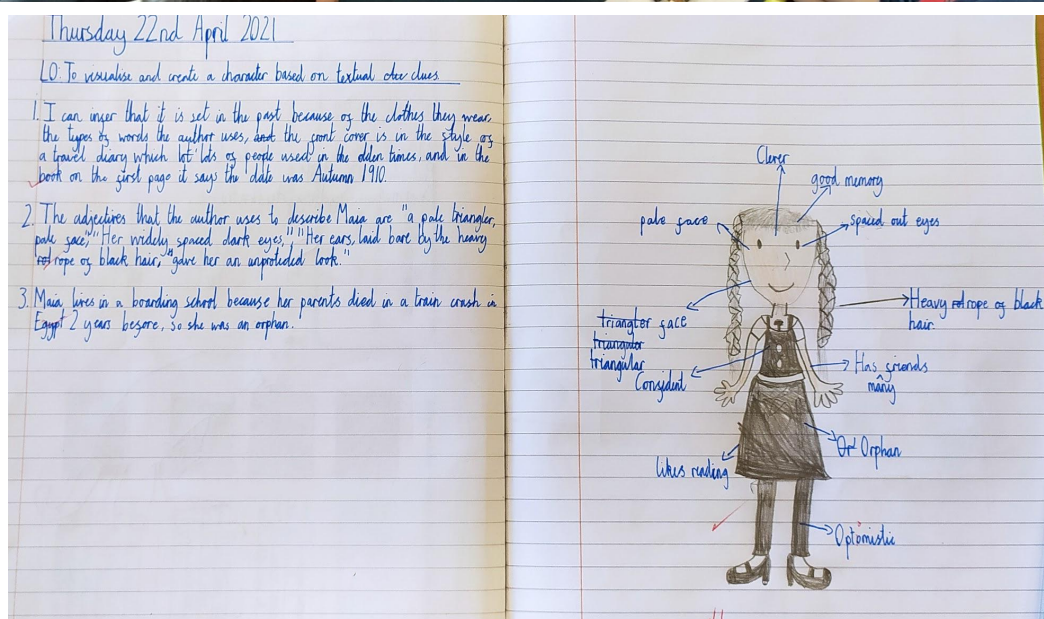 Thursday 22nd April 2021
LO: To visualise and create a character based on textual clee clues.
1. I can infer that it is set in the past because of the clothes they wear,
the types of words the author uses, and the front cover is in the style of
a travel diary which lot lots of people used in the olden times, and in the
book on the first page it says the date was Autumn 1910.
2. The adjectives that the author uses to describe Maia are "a pale triangler,
pale face," "Her widely spaced dark eyes," "Her ears, laid bare by the heavy
rope of black hair," "gave her an unprotected look."
3. Maia lives in a boarding school because her parents died in a train crash in
Egypt 2 years before, so she was an orphan.
Clever
good memory
pale face
spaced out eyes
triangler face
triangular
triangular
Heavy rope of black
hair.
Confident
Has friends
^
many
Or Orphan
likes reading
Optomistic